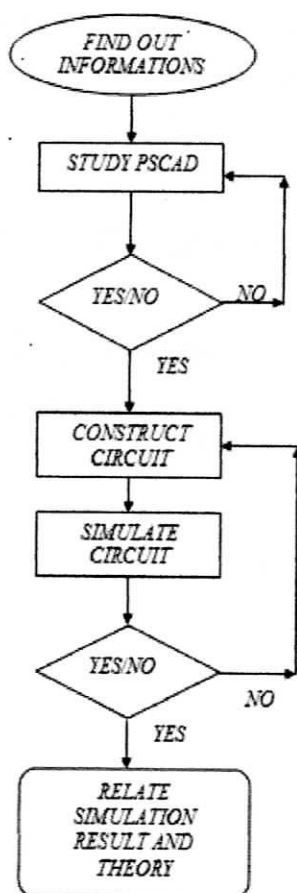 FIND OUT
INFORMATIONS
STUDY PSCAD
YES/NO
NO
YES
CONSTRUCT
CIRCUIT
SIMULATE
CIRCUIT
YES/NO
NO
YES
RELATE
SIMULATION
RESULT AND
THEORY